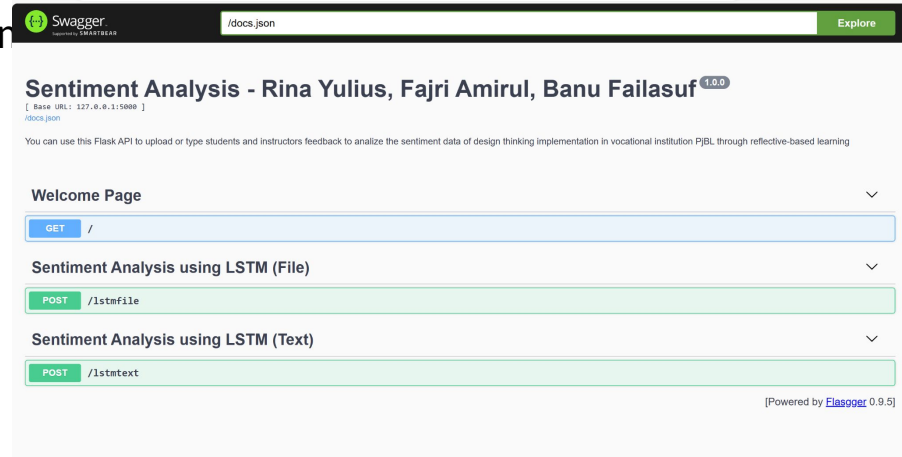 Swagger.
Supported by SMARTBEAR
/docs.json
Explore
Sentiment Analysis - Rina Yulius, Fajri Amirul, Banu Failasuf 1.0.0
[ Base URL: 127.0.0.1:5000 ]
/docs.json
You can use this Flask API to upload or type students and instructors feedback to analize the sentiment data of design thinking implementation in vocational institution PjBL through reflective-based learning
Welcome Page
GET /
Sentiment Analysis using LSTM (File)
POST /lstmfile
Sentiment Analysis using LSTM (Text)
POST /lstmtext
[Powered by Flasgger 0.9.5]